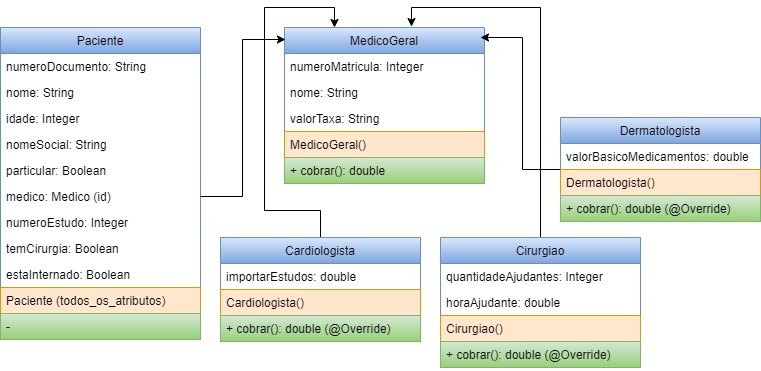 Paciente
numeroDocumento: String
nome: String
idade: Integer
nomeSocial: String
particular: Boolean
medico: Medico (id)
numeroEstudo: Integer
temCirurgia: Boolean
estaInternado: Boolean
Paciente (todos_os_atributos)
-
MedicoGeral
numeroMatricula: Integer
nome: String
valorTaxa: String
MedicoGeral()
+ cobrar(): double
Dermatologista
valorBasicoMedicamentos: double
Dermatologista()
+ cobrar(): double (@Override)
Cardiologista
importarEstudos: double
Cardiologista()
+ cobrar(): double (@Override)
Cirurgiao
quantidadeAjudantes: Integer
horaAjudante: double
Cirurgiao()
+ cobrar(): double (@Override)